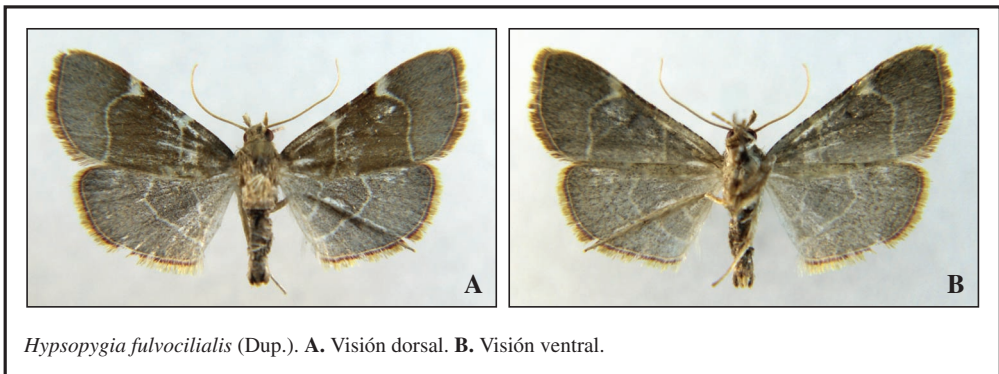 A
B
Hypsopygia fulvocilialis (Dup.). A. Visión dorsal. B. Visión ventral.